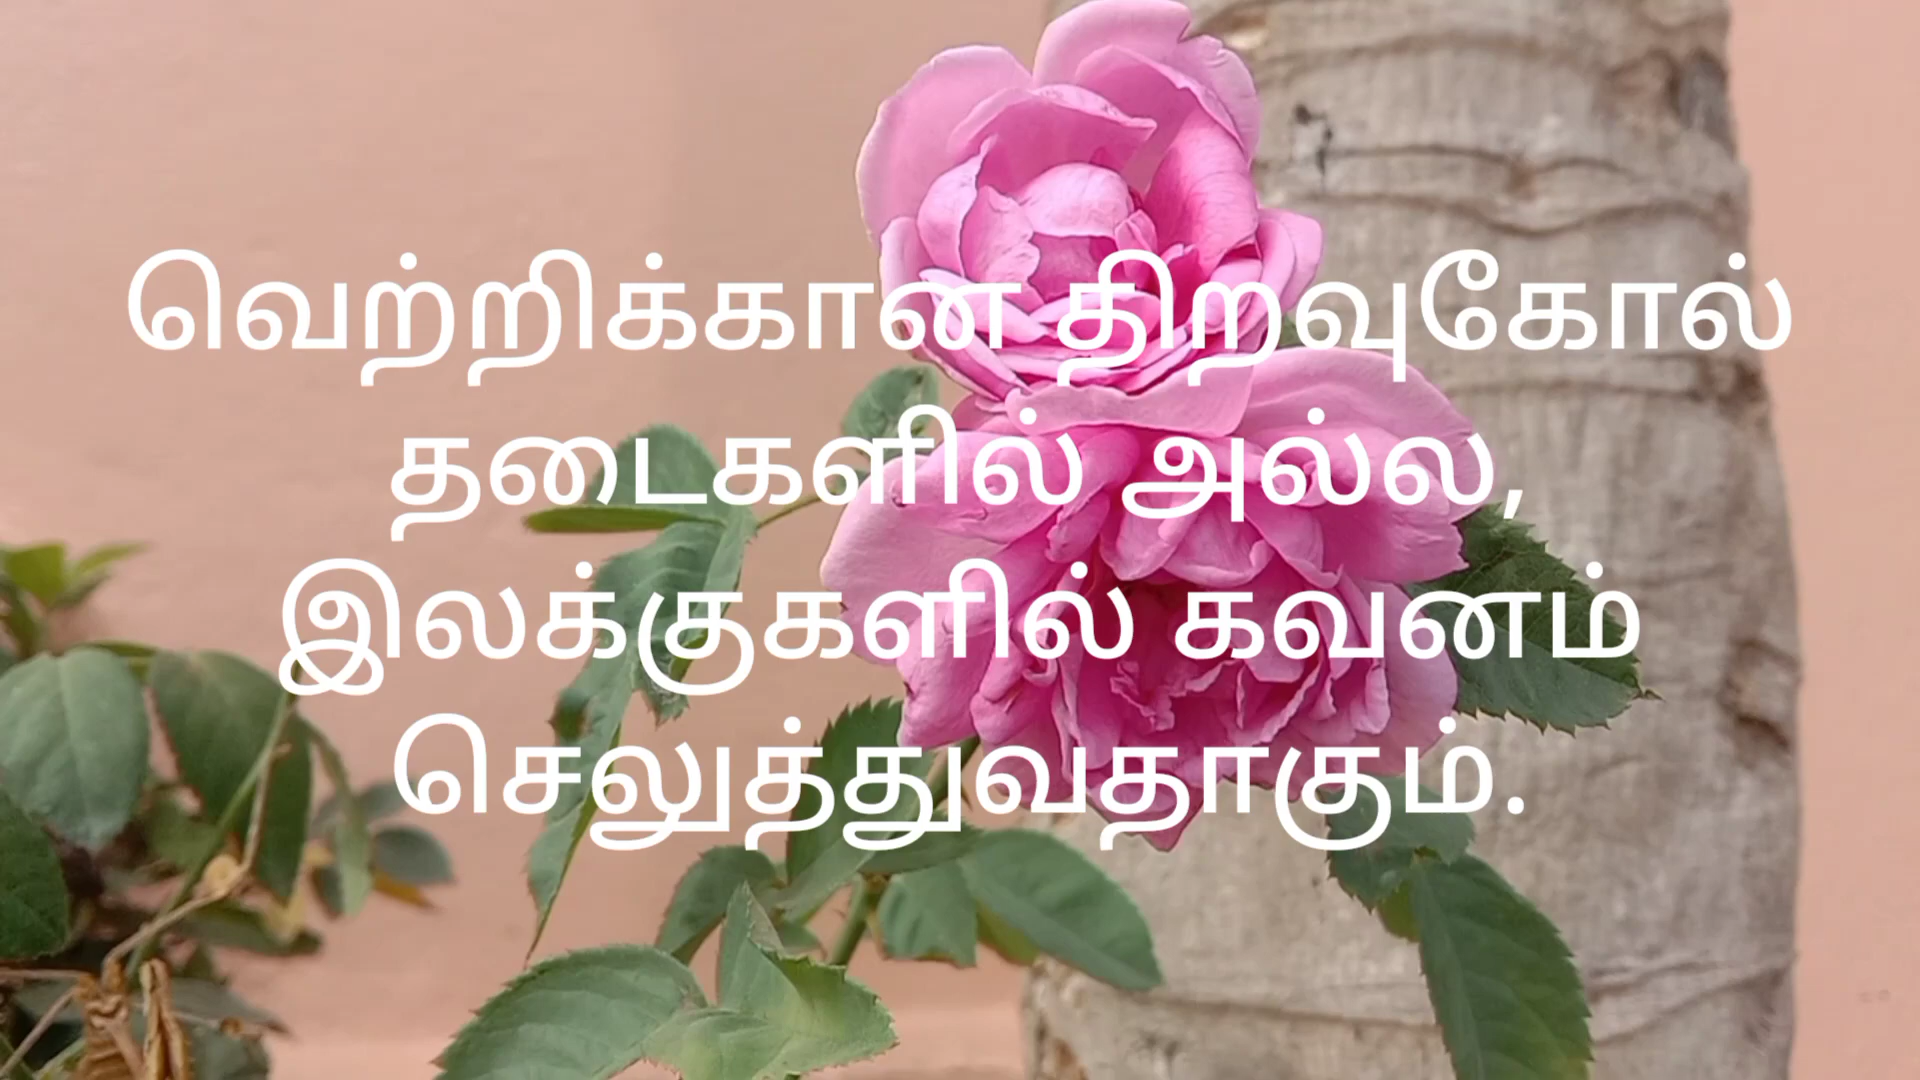 வெற்றிக்கான திறவுகோல்
தடைகளில் அல்ல,
இலக்குகளில் கவனம்
செலுத்துவதாகும்.